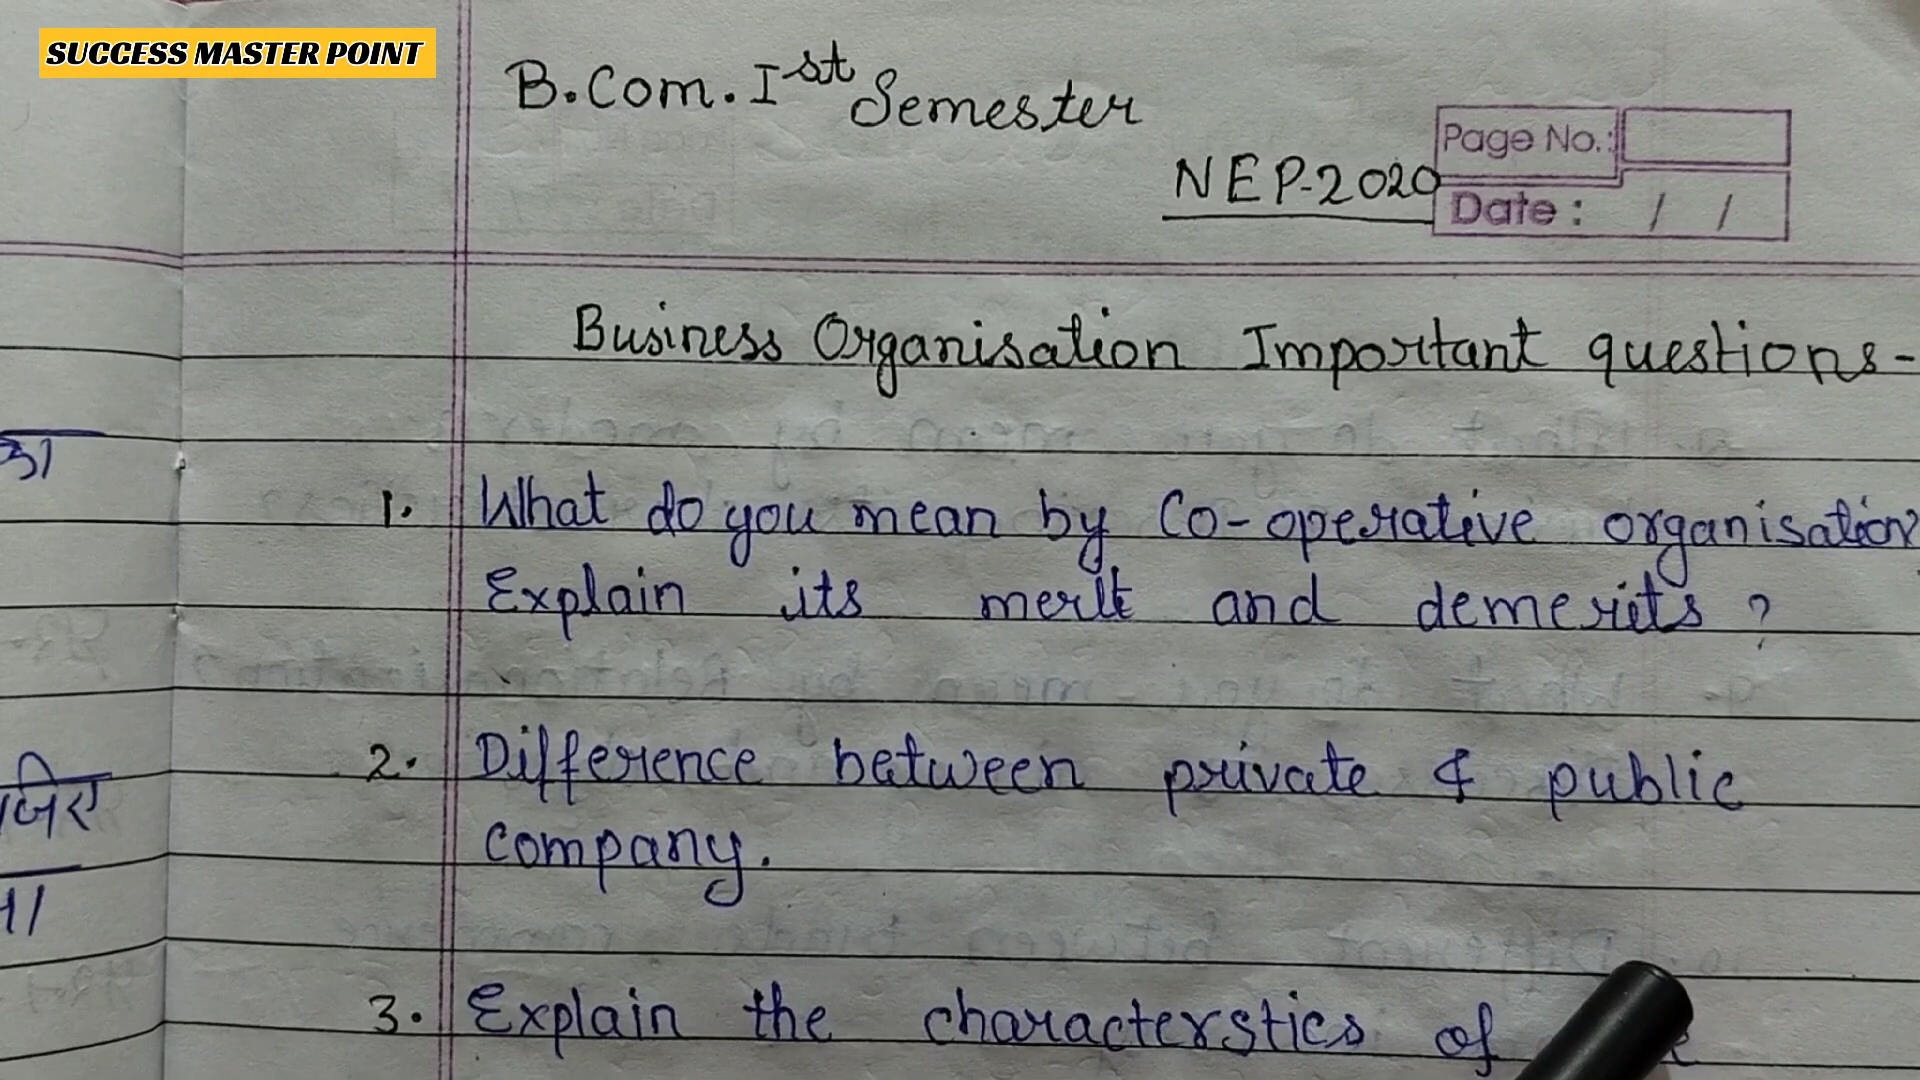 SUCCESS MASTER POINT
B.Com. Ist Semester
NEP-2020
Page No.:
Date : / /
Business Organisation Important questions-
1. What do you mean by Co-operative organisation?
Explain its merit and demerits ?
2. Difference between private & public
company.
3. Explain the characterstics of